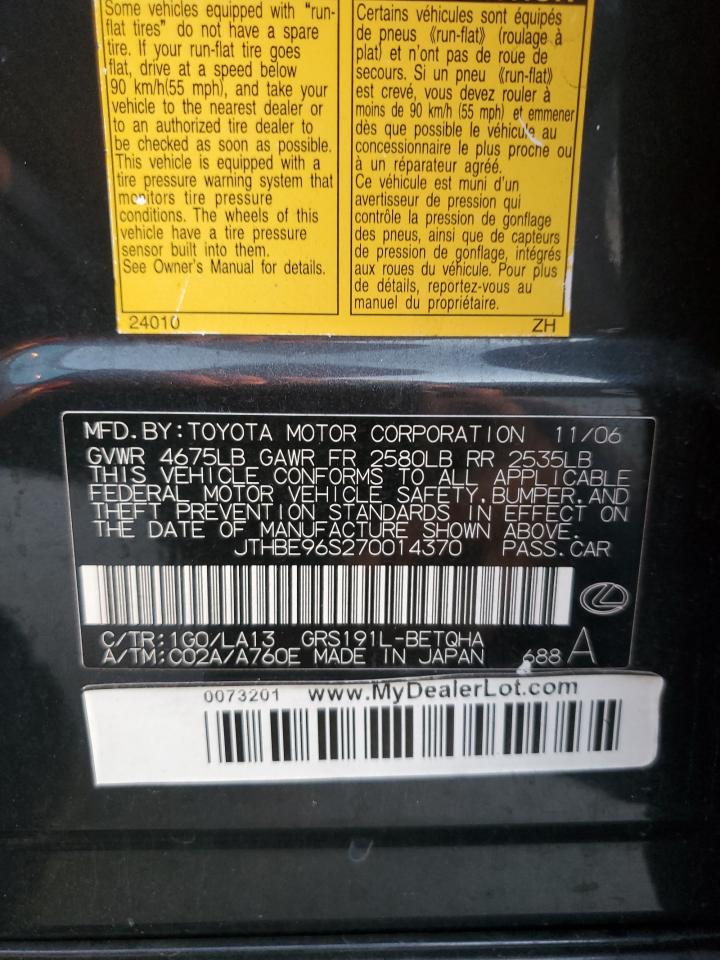 Some vehicles equipped with "run-
flat tires" do not have a spare
tire. If your run-flat tire goes
flat, drive at a speed below
90 km/h(55 mph), and take your
vehicle to the nearest dealer or
to an authorized tire dealer to
be checked as soon as possible.
This vehicle is equipped with a
tire pressure warning system that
monitors tire pressure
conditions. The wheels of this
vehicle have a tire pressure
sensor built into them.
See Owner's Manual for details.
24010
Certains véhicules sont équipés
de pneus 《run-flat》 (roulage à
plat) et n'ont pas de roue de
secours. Si un pneu 《run-flat》
est crevé, vous devez rouler à
moins de 90 km/h (55 mph) et emmener
dès que possible le véhicule au
concessionnaire le plus proche ou
à un réparateur agréé.
Ce véhicule est muni d'un
avertisseur de pression qui
contrôle la pression de gonflage
des pneus, ainsi que de capteurs
de pression de gonflage, intégrés
aux roues du véhicule. Pour plus
de détails, reportez-vous au
manuel du propriétaire.
ZH
MFD.BY:TOYOTA MOTOR CORPORATION 11/06
GVWR 4675LB GAWR FR 2580LB RR 2535LB
THIS VEHICLE CONFORMS TO ALL APPLICABLE
FEDERAL MOTOR VEHICLE SAFETY,BUMPER,AND
THEFT PREVENTION STANDARDS IN EFFECT ON
THE DATE OF MANUFACTURE SHOWN ABOVE.
JTHBE96S270014370 PASS.CAR
C/TR:1G0/LA13 GRS191L-BETQHA
A/TM:C02A/A760E MADE IN JAPAN 688 A
0073201 www.MyDealerLot.com